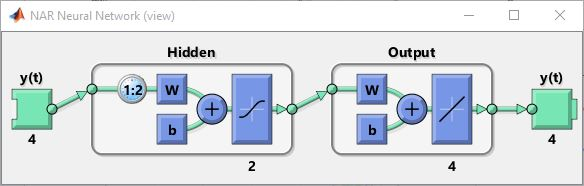 NAR Neural Network (view)
Hidden Output
y(t) y(t)
1:2 W W
b b
4 4
2 4